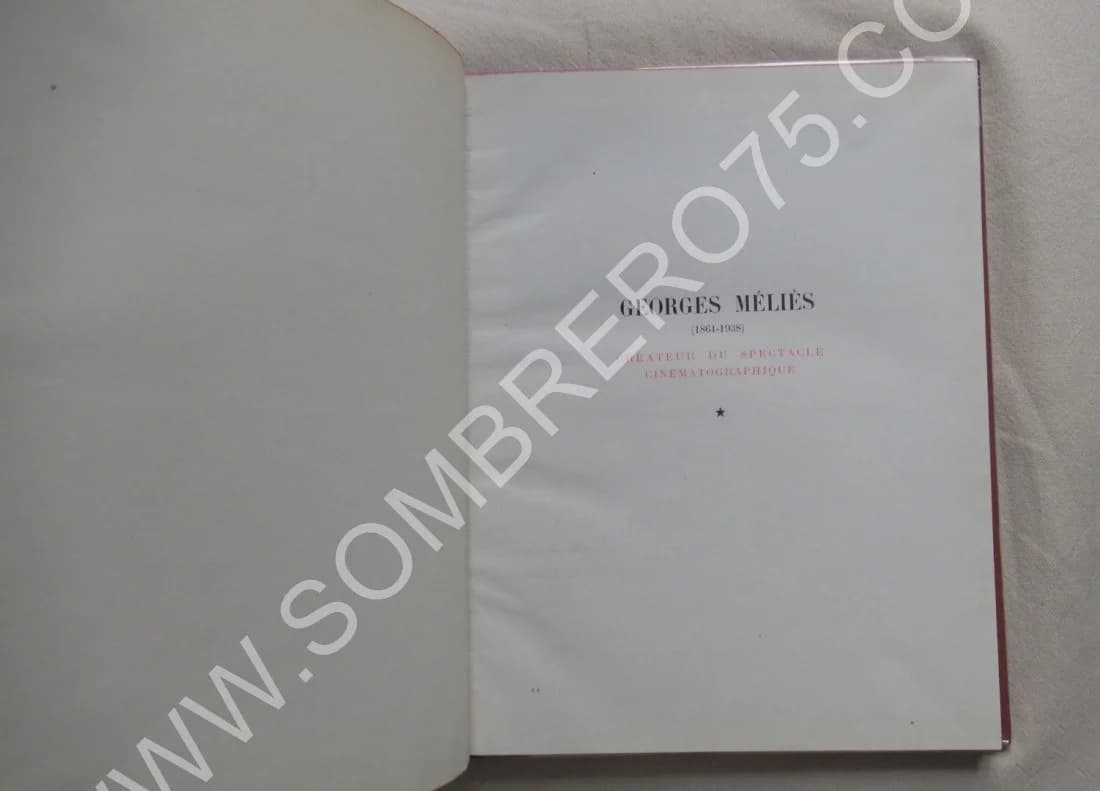 GEORGES MÉLIÈS
(1861-1938)
CRÉATEUR DU SPECTACLE
CINÉMATOGRAPHIQUE
★
WWW.SOMBRERO75.CO